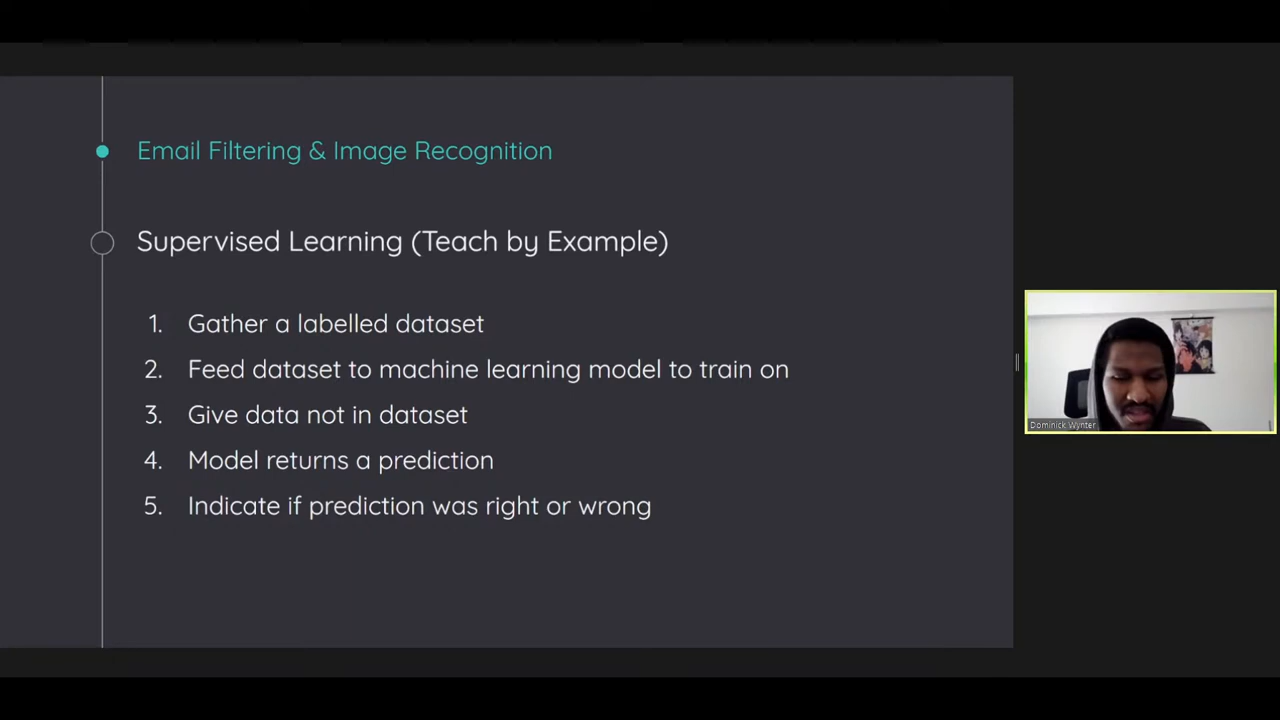 Email Filtering & Image Recognition
Supervised Learning (Teach by Example)
1. Gather a labelled dataset
2. Feed dataset to machine learning model to train on
3. Give data not in dataset
4. Model returns a prediction
5. Indicate if prediction was right or wrong
Dominick Wynter